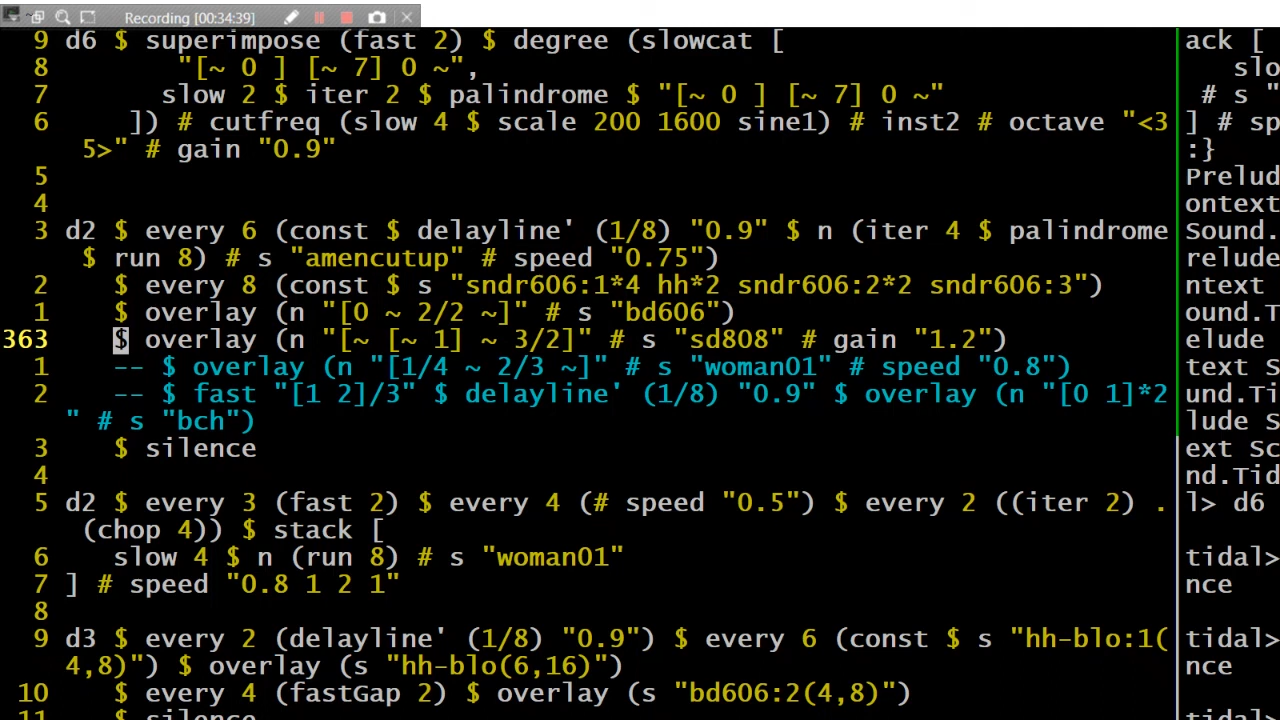 Recording [00:34:39]
9 d6 $ superimpose (fast 2) $ degree (slowcat [
8 "[~ 0 ] [~ 7] 0 ~",
7 slow 2 $ iter 2 $ palindrome $ "[~ 0 ] [~ 7] 0 ~"
6 ]) # cutfreq (slow 4 $ scale 200 1600 sine1) # inst2 # octave "<3
5>" # gain "0.9"
5
4
3 d2 $ every 6 (const $ delayline' (1/8) "0.9" $ n (iter 4 $ palindrome
$ run 8) # s "amencutup" # speed "0.75")
2 $ every 8 (const $ s "sndr606:1*4 hh*2 sndr606:2*2 sndr606:3")
1 $ overlay (n "[0 ~ 2/2 ~]" # s "bd606")
363 $ overlay (n "[~ [~ 1] ~ 3/2]" # s "sd808" # gain "1.2")
1 -- $ overlay (n "[1/4 ~ 2/3 ~]" # s "woman01" # speed "0.8")
2 -- $ fast "[1 2]/3" $ delayline' (1/8) "0.9" $ overlay (n "[0 1]*2
" # s "bch")
3 $ silence
4
5 d2 $ every 3 (fast 2) $ every 4 (# speed "0.5") $ every 2 ((iter 2) .
(chop 4)) $ stack [
6 slow 4 $ n (run 8) # s "woman01"
7 ] # speed "0.8 1 2 1"
8
9 d3 $ every 2 (delayline' (1/8) "0.9") $ every 6 (const $ s "hh-blo:1(
4,8)") $ overlay (s "hh-blo(6,16)")
10 $ every 4 (fastGap 2) $ overlay (s "bd606:2(4,8)")
11 $ silence
ack [
slo
# s "
] # sp
:}
Prelud
ontext
Sound.
relude
ntext
ound.T
elude
text S
und.Ti
lude S
ext Sc
nd.Tid
l> d6
tidal>
nce
tidal>
nce
tidal>